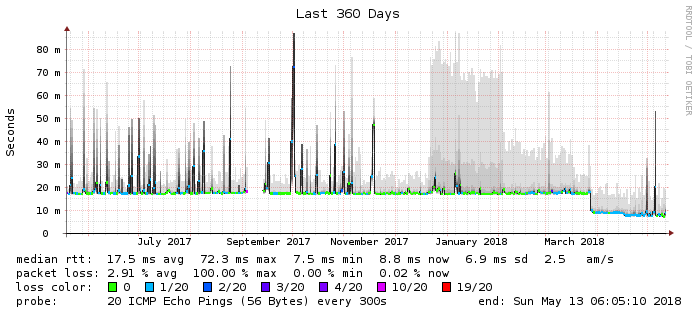 Last 360 Days
RRDTOOL / TOBI OETIKER
Seconds
80 m
70 m
60 m
50 m
40 m
30 m
20 m
10 m
0
July 2017 September 2017 November 2017 January 2018 March 2018
median rtt: 17.5 ms avg 72.3 ms max 7.5 ms min 8.8 ms now 6.9 ms sd 2.5 am/s
packet loss: 2.91 % avg 100.00 % max 0.00 % min 0.02 % now
loss color: 0 1/20 2/20 3/20 4/20 10/20 19/20
probe: 20 ICMP Echo Pings (56 Bytes) every 300s end: Sun May 13 06:05:10 2018